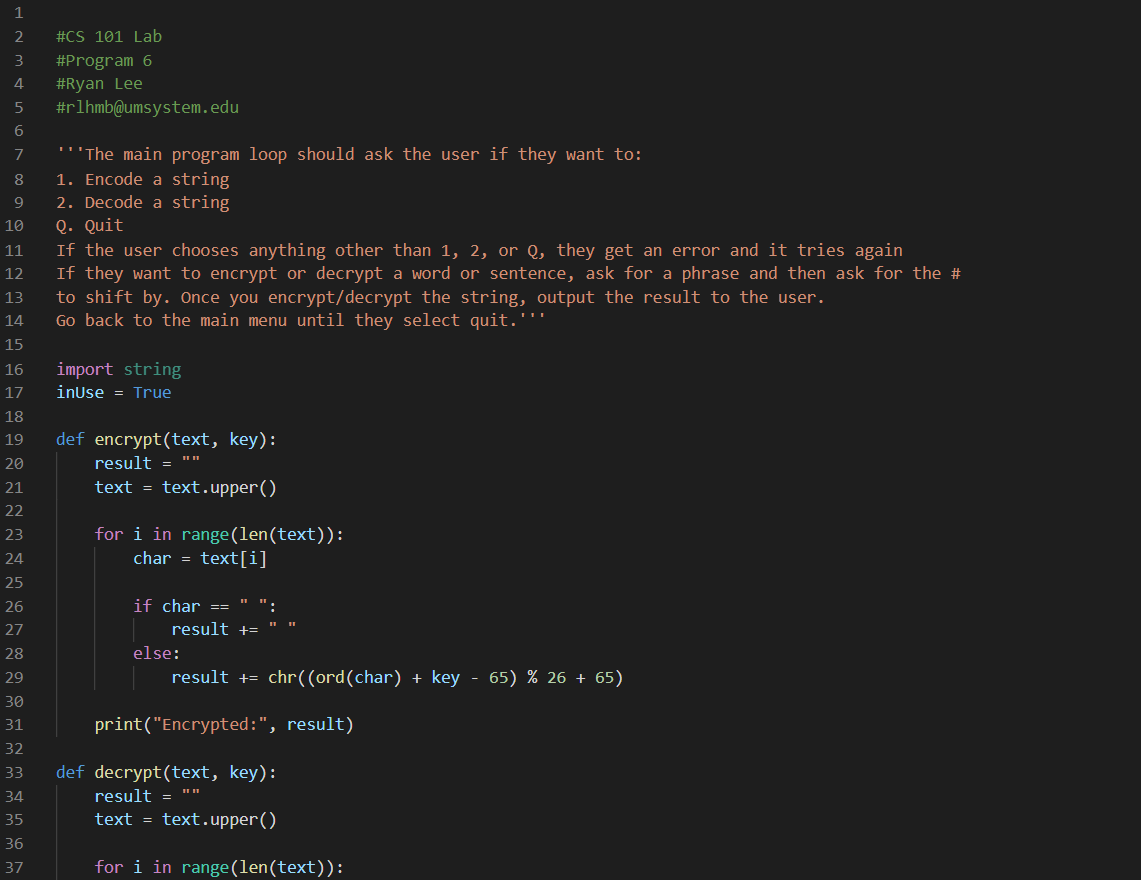 1
2 #CS 101 Lab
3 #Program 6
4 #Ryan Lee
5 #rlhmb@umsystem.edu
6
7 '''The main program loop should ask the user if they want to:
8 1. Encode a string
9 2. Decode a string
10 Q. Quit
11 If the user chooses anything other than 1, 2, or Q, they get an error and it tries again
12 If they want to encrypt or decrypt a word or sentence, ask for a phrase and then ask for the #
13 to shift by. Once you encrypt/decrypt the string, output the result to the user.
14 Go back to the main menu until they select quit.'''
15
16 import string
17 inUse = True
18
19 def encrypt(text, key):
20     result = ""
21     text = text.upper()
22
23     for i in range(len(text)):
24         char = text[i]
25
26         if char == " ":
27             result += " "
28         else:
29             result += chr((ord(char) + key - 65) % 26 + 65)
30
31     print("Encrypted:", result)
32
33 def decrypt(text, key):
34     result = ""
35     text = text.upper()
36
37     for i in range(len(text)):